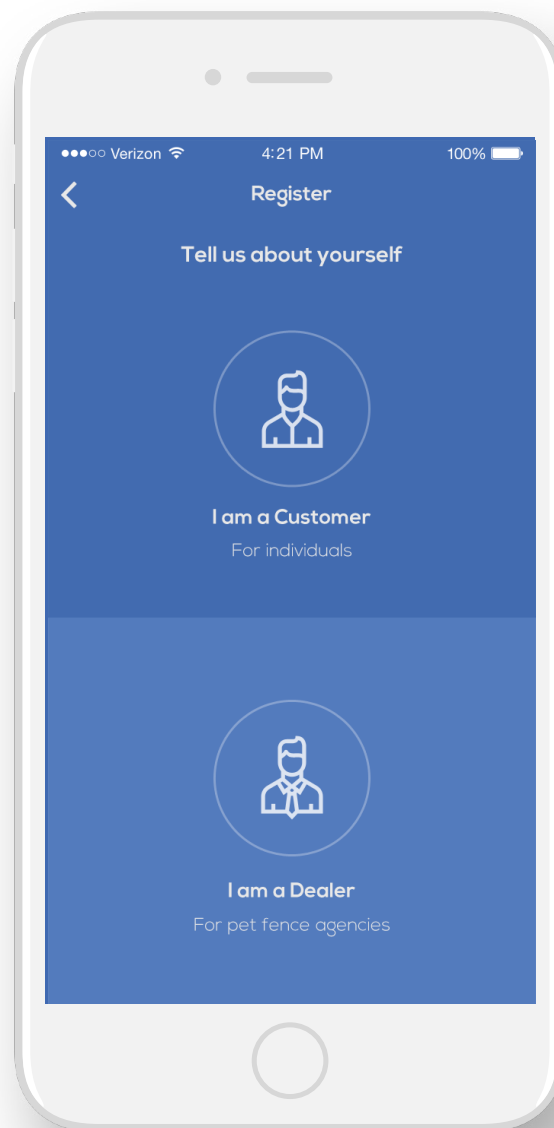 Verizon 4:21 PM 100%
Register
Tell us about yourself
I am a Customer
For individuals
I am a Dealer
For pet fence agencies